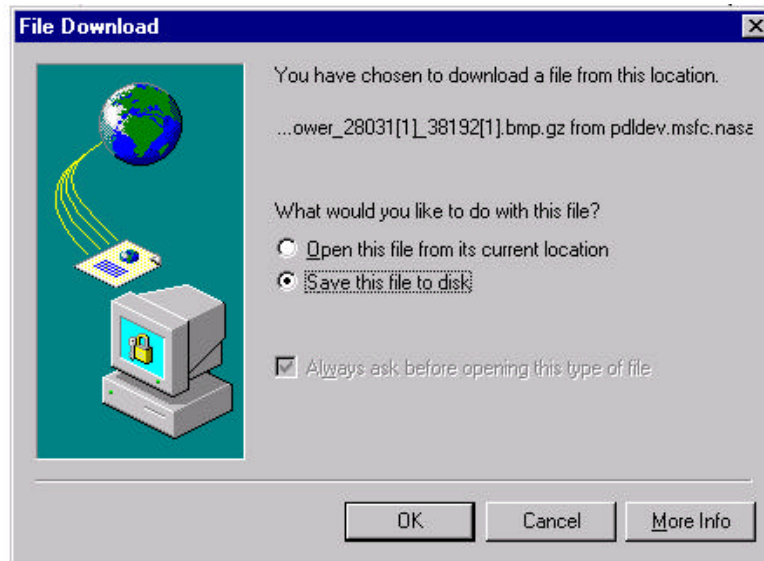 File Download
You have chosen to download a file from this location.
...ower_28031[1]_38192[1].bmp.gz from pdldev.msfc.nasa
What would you like to do with this file?
Open this file from its current location
Save this file to disk
Always ask before opening this type of file
OK Cancel More Info